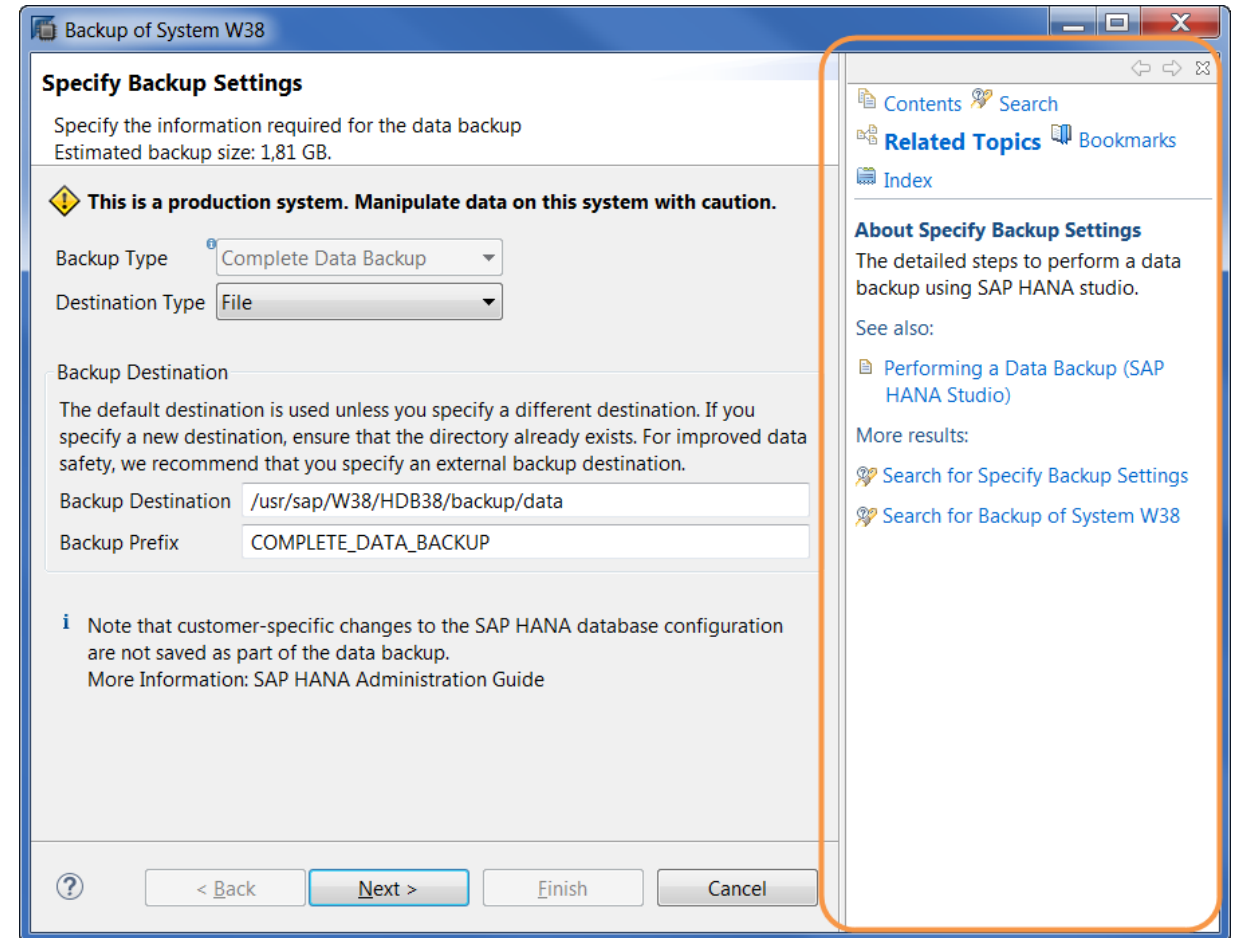 Backup of System W38
Specify Backup Settings
Specify the information required for the data backup
Estimated backup size: 1,81 GB.
This is a production system. Manipulate data on this system with caution.
Backup Type Complete Data Backup
Destination Type File
Backup Destination
The default destination is used unless you specify a different destination. If you
specify a new destination, ensure that the directory already exists. For improved data
safety, we recommend that you specify an external backup destination.
Backup Destination /usr/sap/W38/HDB38/backup/data
Backup Prefix COMPLETE_DATA_BACKUP
Note that customer-specific changes to the SAP HANA database configuration
are not saved as part of the data backup.
More Information: SAP HANA Administration Guide
< Back Next > Finish Cancel
Contents Search
Related Topics Bookmarks
Index
About Specify Backup Settings
The detailed steps to perform a data
backup using SAP HANA studio.
See also:
Performing a Data Backup (SAP
HANA Studio)
More results:
Search for Specify Backup Settings
Search for Backup of System W38